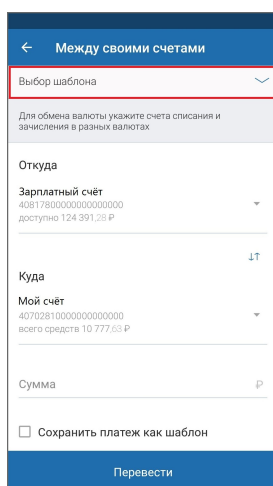 Между своими счетами
Выбор шаблона
Для обмена валюты укажите счета списания и
зачисления в разных валютах
Откуда
Зарплатный счёт
40817800000000000000
доступно 124 391,28 ₽
Куда
Мой счёт
40702810000000000000
всего средств 10 777,63 ₽
Сумма ₽
Сохранить платеж как шаблон
Перевести